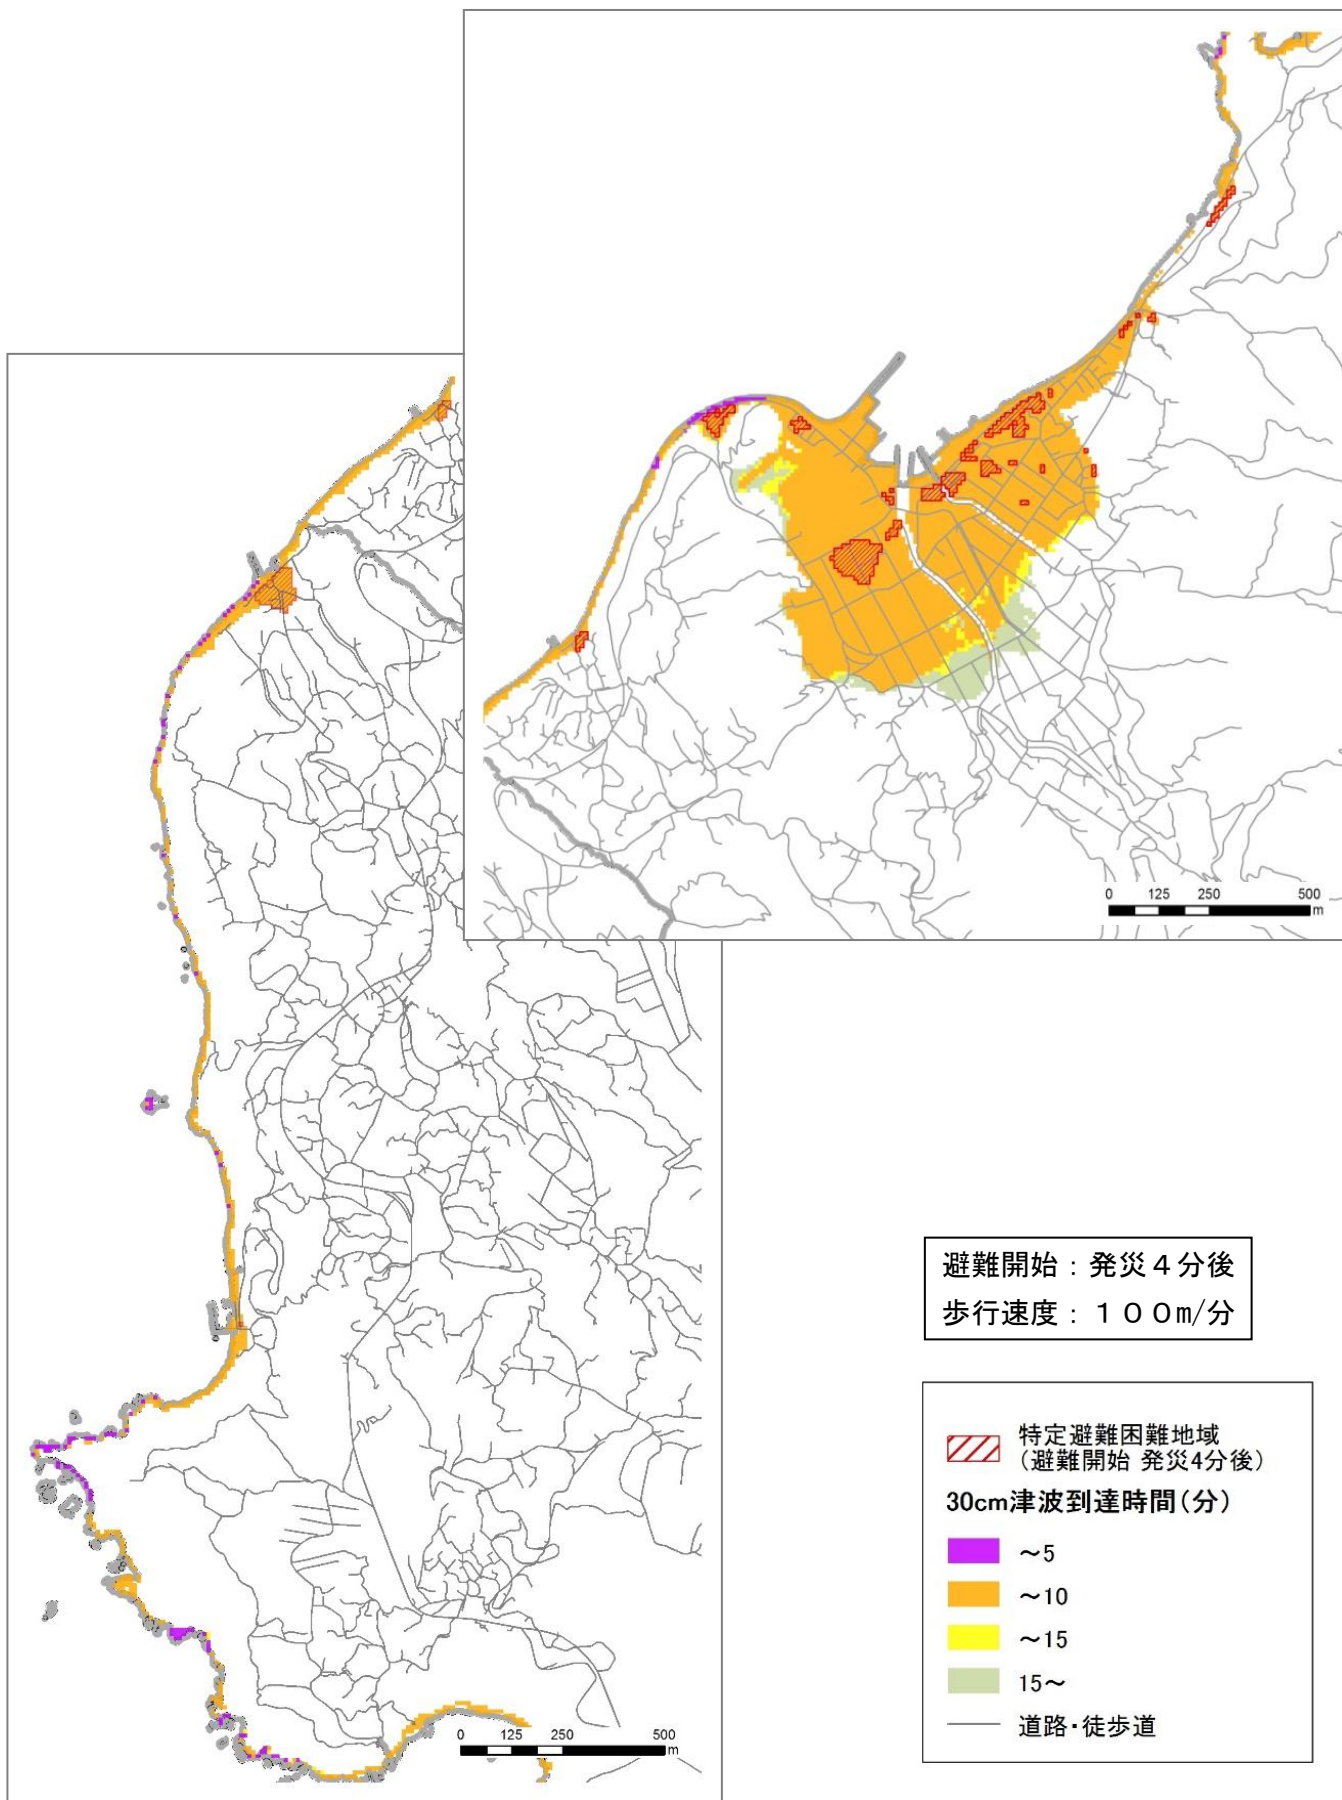 0 125 250 500
m
避難開始：発災４分後
歩行速度：１００m/分
特定避難困難地域
（避難開始 発災4分後）
30cm津波到達時間（分）
～5
～10
～15
15～
道路・徒歩道
0 125 250 500
m